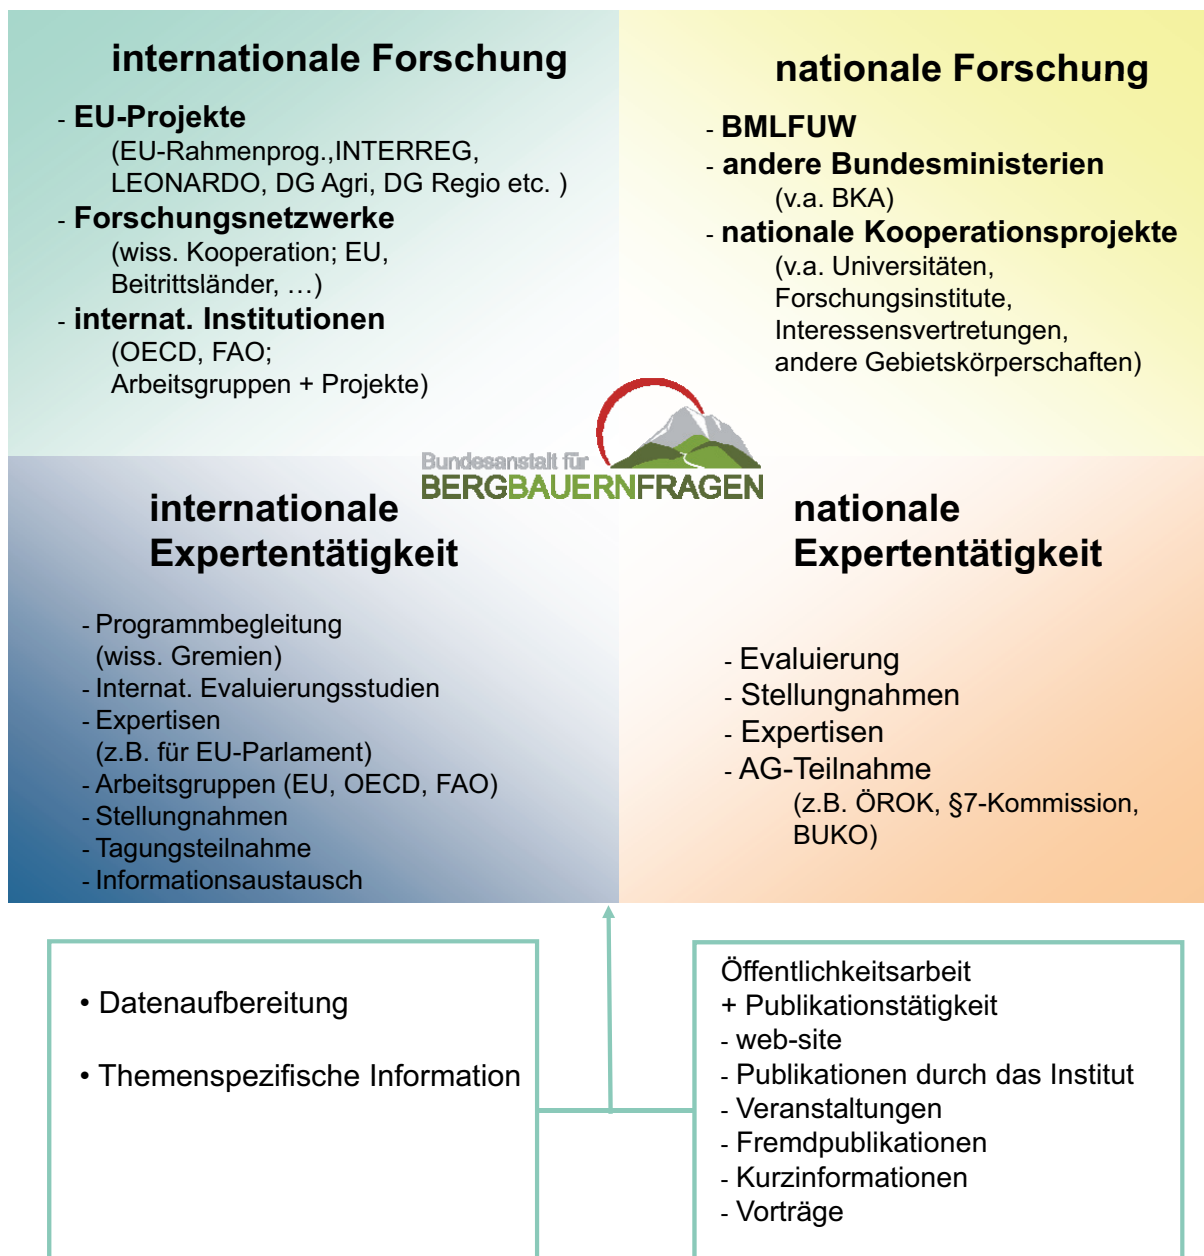 internationale Forschung
- EU-Projekte
(EU-Rahmenprog.,INTERREG,
LEONARDO, DG Agri, DG Regio etc. )
- Forschungsnetzwerke
(wiss. Kooperation; EU,
Beitrittsländer, …)
- internat. Institutionen
(OECD, FAO;
Arbeitsgruppen + Projekte)
nationale Forschung
- BMLFUW
- andere Bundesministerien
(v.a. BKA)
- nationale Kooperationsprojekte
(v.a. Universitäten,
Forschungsinstitute,
Interessensvertretungen,
andere Gebietskörperschaften)
Bundesanstalt für
BERGBAUERNFRAGEN
internationale
Expertentätigkeit
- Programmbegleitung
(wiss. Gremien)
- Internat. Evaluierungsstudien
- Expertisen
(z.B. für EU-Parlament)
- Arbeitsgruppen (EU, OECD, FAO)
- Stellungnahmen
- Tagungsteilnahme
- Informationsaustausch
nationale
Expertentätigkeit
- Evaluierung
- Stellungnahmen
- Expertisen
- AG-Teilnahme
(z.B. ÖROK, §7-Kommission,
BUKO)
• Datenaufbereitung
• Themenspezifische Information
Öffentlichkeitsarbeit
+ Publikationstätigkeit
- web-site
- Publikationen durch das Institut
- Veranstaltungen
- Fremdpublikationen
- Kurzinformationen
- Vorträge